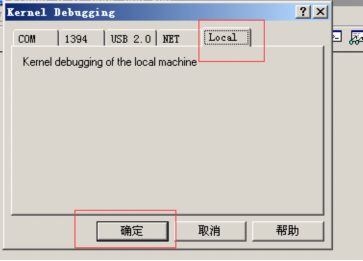 Kernel Debugging
COM 1394 USB 2.0 NET Local
Kernel debugging of the local machine
确定 取消 帮助